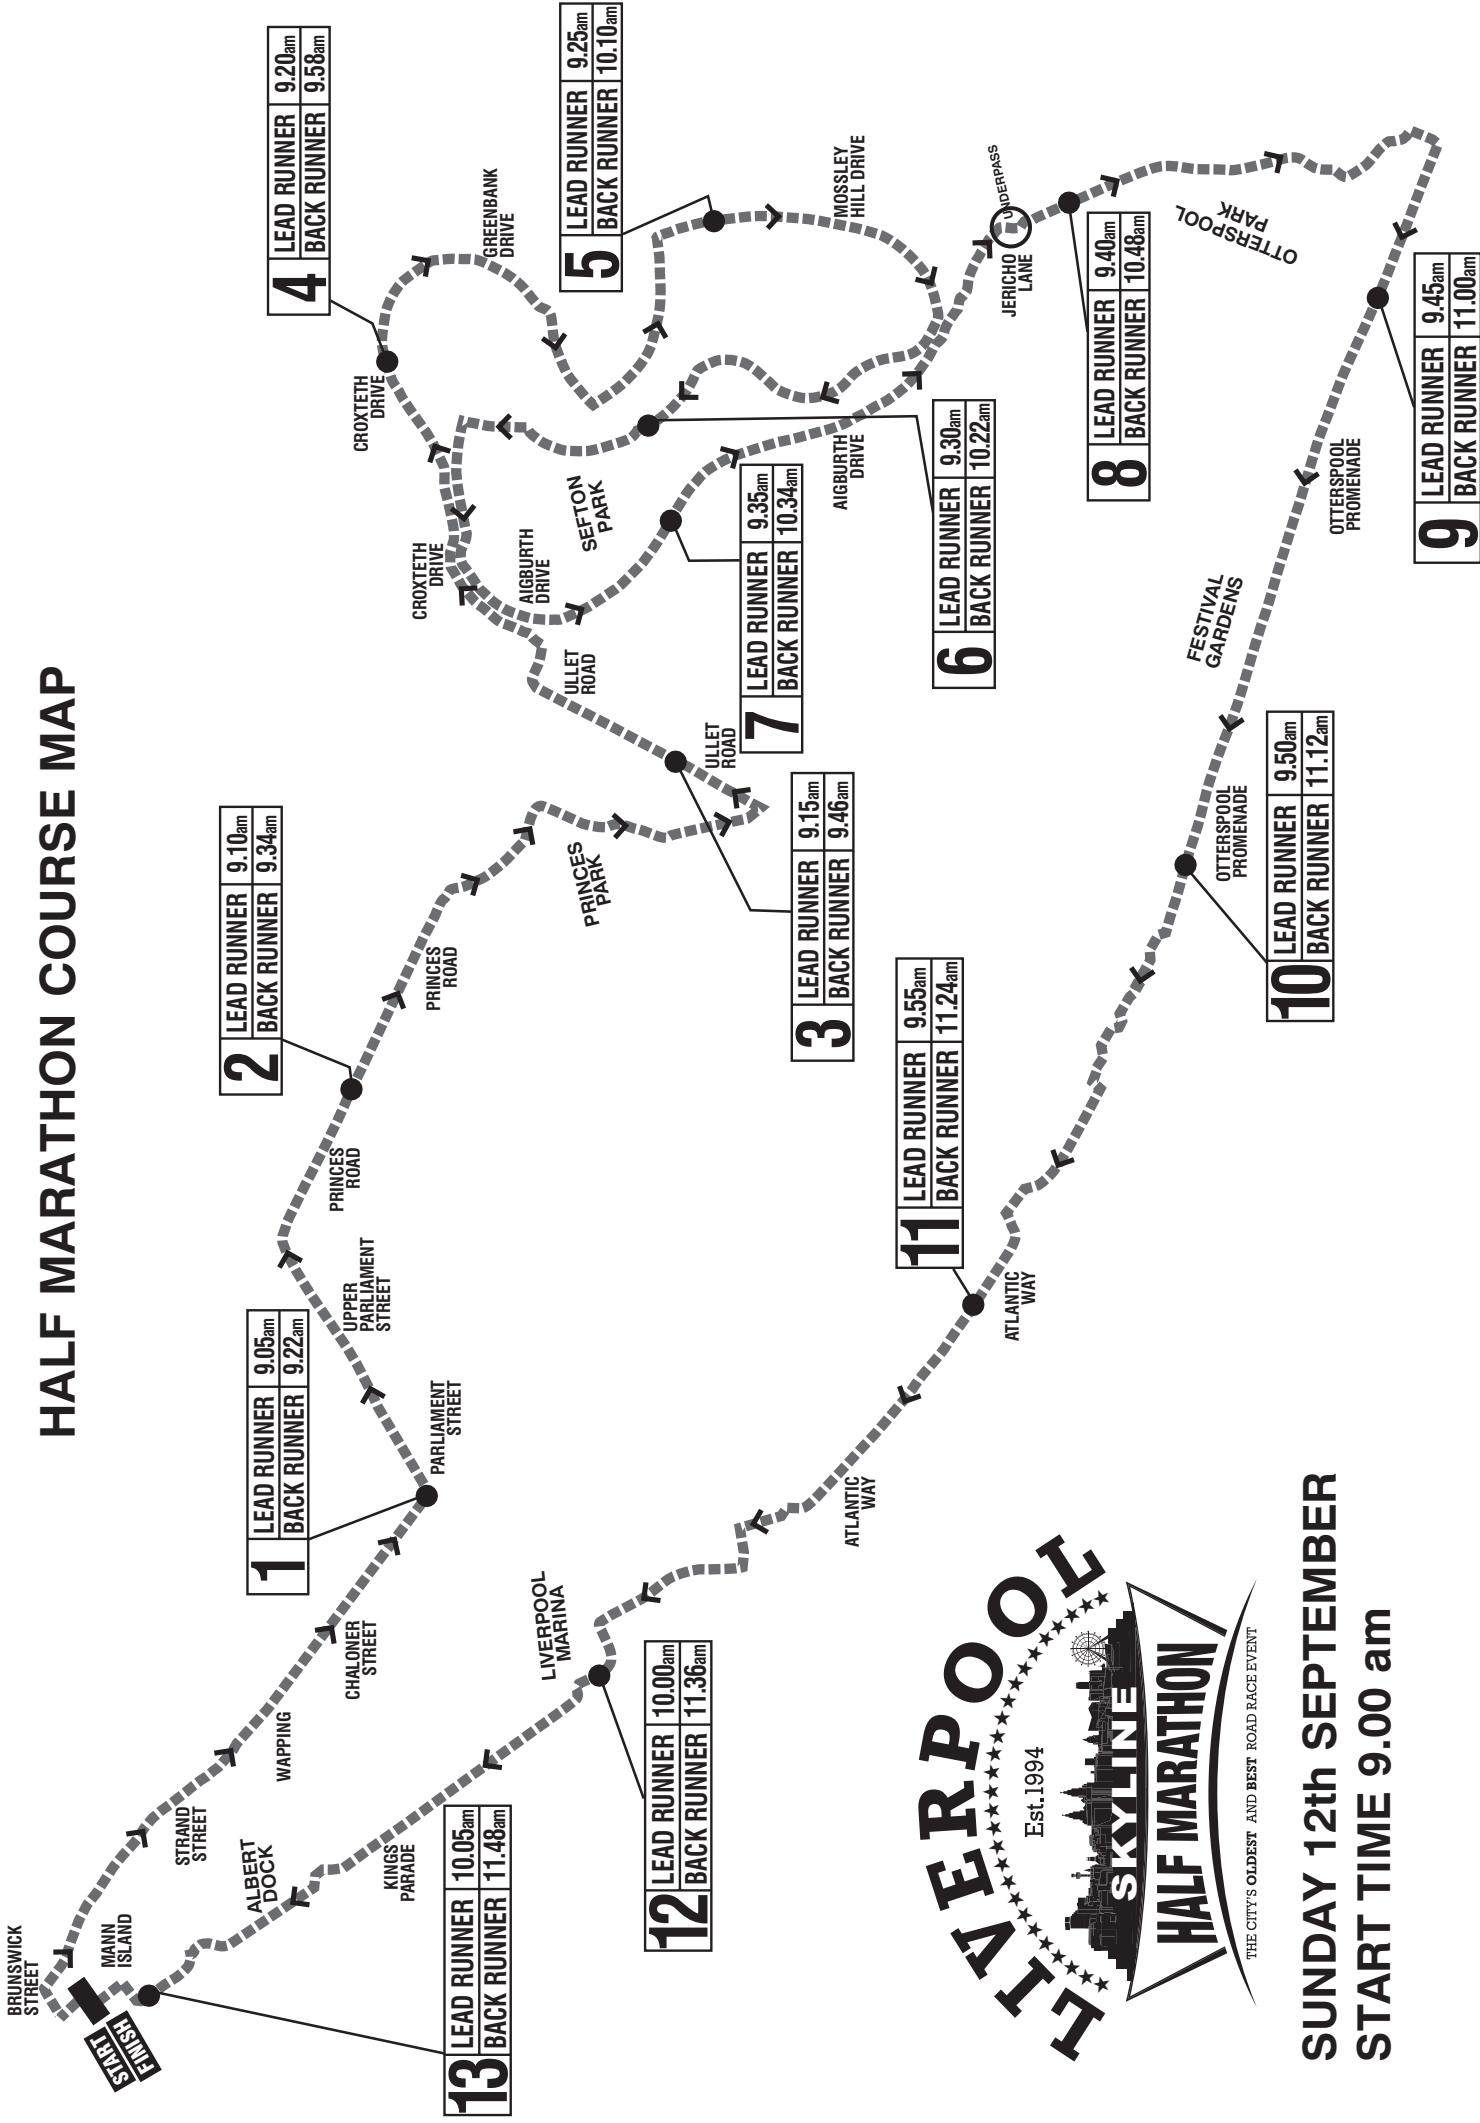 HALF MARATHON COURSE MAP
START
FINISH
BRUNSWICK
STREET
MANN
ISLAND
STRAND
STREET
WAPPING
CHALONER
STREET
1
LEAD RUNNER 9.05am
BACK RUNNER 9.22am
PARLIAMENT
STREET
UPPER
PARLIAMENT
STREET
PRINCES
ROAD
2
LEAD RUNNER 9.10am
BACK RUNNER 9.34am
PRINCES
ROAD
PRINCES
PARK
3
LEAD RUNNER 9.15am
BACK RUNNER 9.46am
ULLET
ROAD
ULLET
ROAD
CROXTETH
DRIVE
CROXTETH
DRIVE
4
LEAD RUNNER 9.20am
BACK RUNNER 9.58am
GREENBANK
DRIVE
5
LEAD RUNNER 9.25am
BACK RUNNER 10.10am
MOSSLEY
HILL DRIVE
6
LEAD RUNNER 9.30am
BACK RUNNER 10.22am
SEFTON
PARK
AIGBURTH
DRIVE
7
LEAD RUNNER 9.35am
BACK RUNNER 10.34am
AIGBURTH
DRIVE
JERICHO
LANE
UNDERPASS
8
LEAD RUNNER 9.40am
BACK RUNNER 10.48am
OTTERSPOOL
PARK
9
LEAD RUNNER 9.45am
BACK RUNNER 11.00am
OTTERSPOOL
PROMENADE
FESTIVAL
GARDENS
OTTERSPOOL
PROMENADE
10
LEAD RUNNER 9.50am
BACK RUNNER 11.12am
11
LEAD RUNNER 9.55am
BACK RUNNER 11.24am
ATLANTIC
WAY
ATLANTIC
WAY
LIVERPOOL
MARINA
12
LEAD RUNNER 10.00am
BACK RUNNER 11.36am
KINGS
PARADE
ALBERT
DOCK
13
LEAD RUNNER 10.05am
BACK RUNNER 11.48am
LIVERPOOL
Est.1994
SKYLINE
HALF MARATHON
THE CITY'S OLDEST AND BEST ROAD RACE EVENT
SUNDAY 12th SEPTEMBER
START TIME 9.00 am